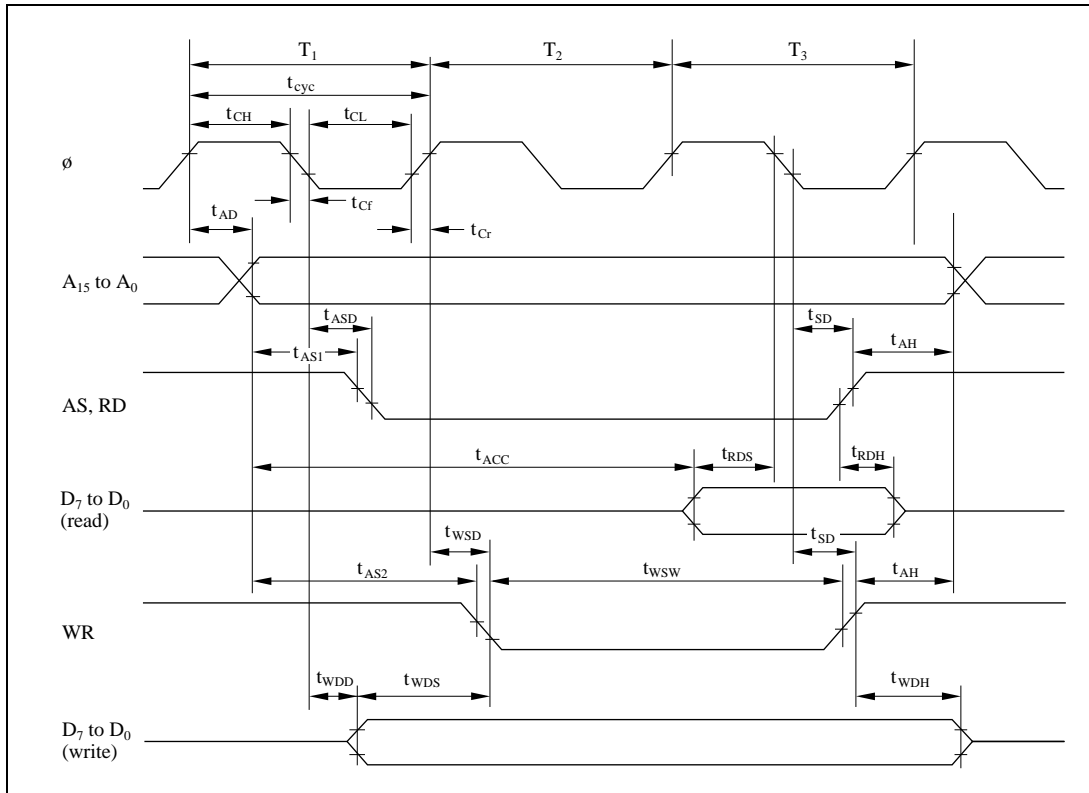 T1 T2 T3
tcyc
tCH tCL
ø
tCf
tAD
tCr
A15 to A0
tASD tSD
tAS1 tAH
AS, RD
tACC tRDS tRDH
D7 to D0
(read)
tWSD tSD
tAS2 tWSW tAH
WR
tWDD tWDS tWDH
D7 to D0
(write)